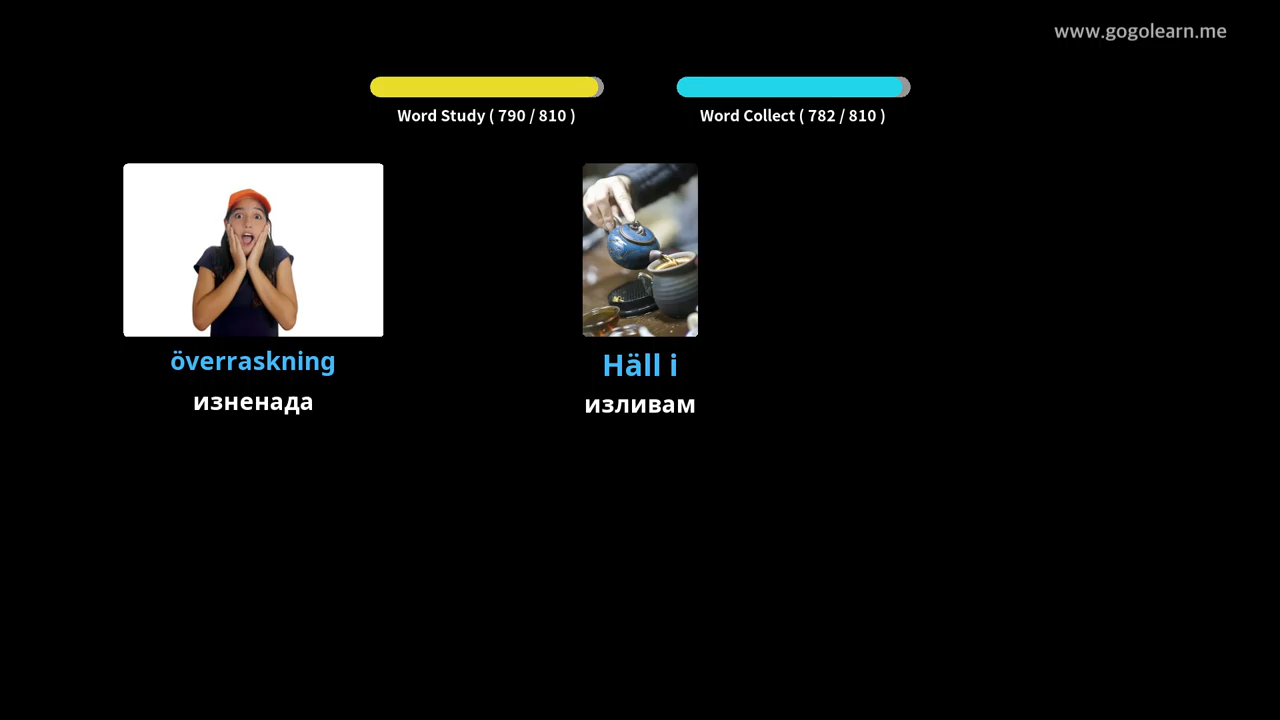 www.gogolearn.me
Word Study ( 790 / 810 )
Word Collect ( 782 / 810 )
överraskning
изненада
Häll i
изливам